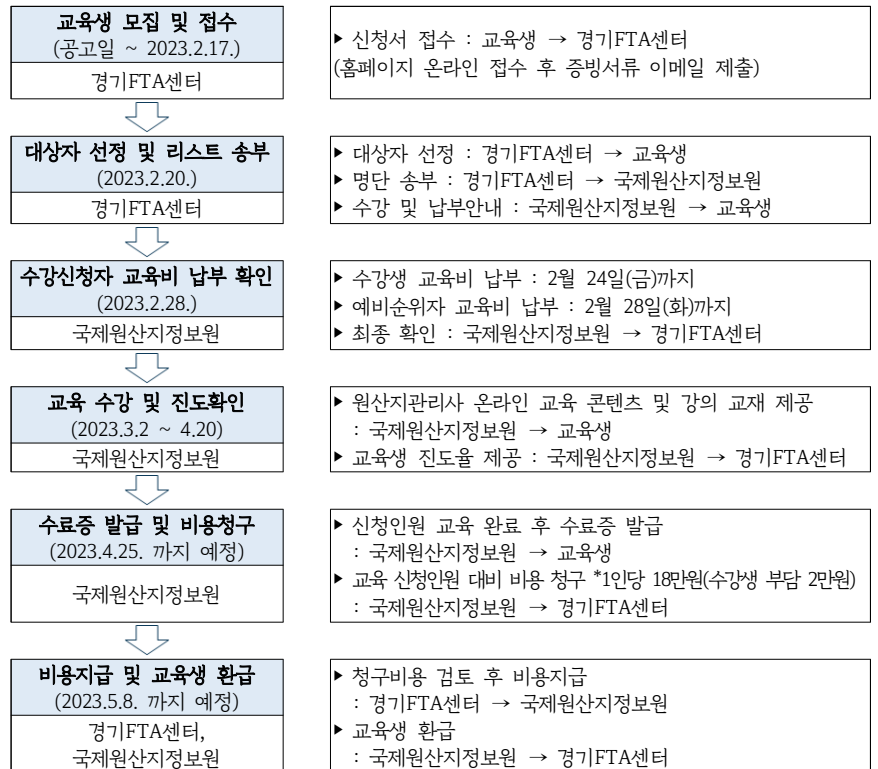 교육생 모집 및 접수
(공고일 ~ 2023.2.17.)
경기FTA센터
▶ 신청서 접수 : 교육생 → 경기FTA센터
(홈페이지 온라인 접수 후 증빙서류 이메일 제출)
대상자 선정 및 리스트 송부
(2023.2.20.)
경기FTA센터
▶ 대상자 선정 : 경기FTA센터 → 교육생
▶ 명단 송부 : 경기FTA센터 → 국제원산지정보원
▶ 수강 및 납부안내 : 국제원산지정보원 → 교육생
수강신청자 교육비 납부 확인
(2023.2.28.)
국제원산지정보원
▶ 수강생 교육비 납부 : 2월 24일(금)까지
▶ 예비순위자 교육비 납부 : 2월 28일(화)까지
▶ 최종 확인 : 국제원산지정보원 → 경기FTA센터
교육 수강 및 진도확인
(2023.3.2 ~ 4.20)
국제원산지정보원
▶ 원산지관리사 온라인 교육 콘텐츠 및 강의 교재 제공
: 국제원산지정보원 → 교육생
▶ 교육생 진도율 제공 : 국제원산지정보원 → 경기FTA센터
수료증 발급 및 비용청구
(2023.4.25. 까지 예정)
국제원산지정보원
▶ 신청인원 교육 완료 후 수료증 발급
: 국제원산지정보원 → 교육생
▶ 교육 신청인원 대비 비용 청구 *1인당 18만원(수강생 부담 2만원)
: 국제원산지정보원 → 경기FTA센터
비용지급 및 교육생 환급
(2023.5.8. 까지 예정)
경기FTA센터,
국제원산지정보원
▶ 청구비용 검토 후 비용지급
: 경기FTA센터 → 국제원산지정보원
▶ 교육생 환급
: 국제원산지정보원 → 경기FTA센터